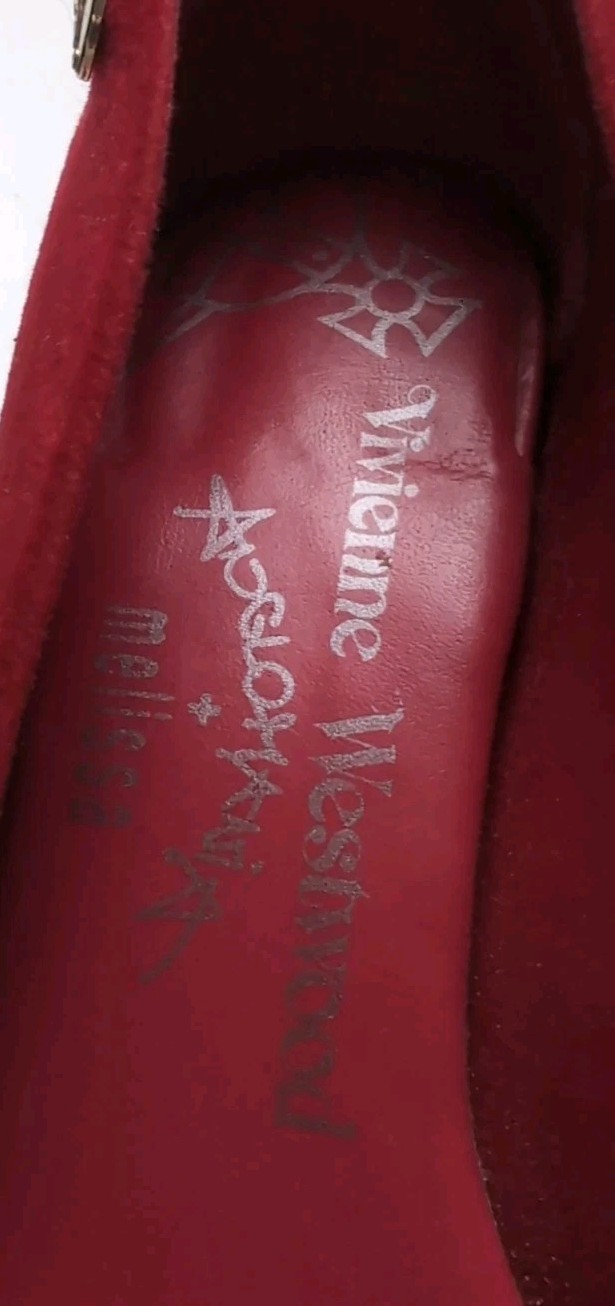 Vivienne Westwood
ANGLOMANIA
+
melissa